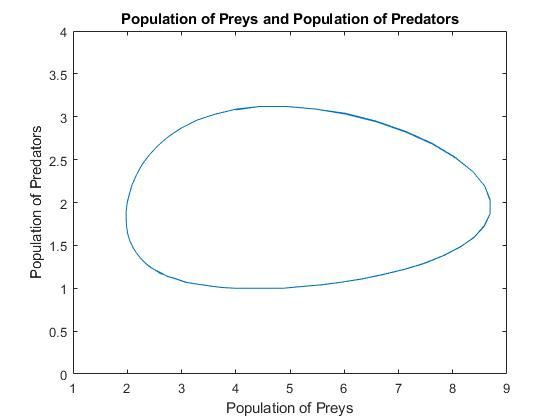 Population of Preys and Population of Predators
4
3.5
3
2.5
2
1.5
1
0.5
0
Population of Predators
1 2 3 4 5 6 7 8 9
Population of Preys